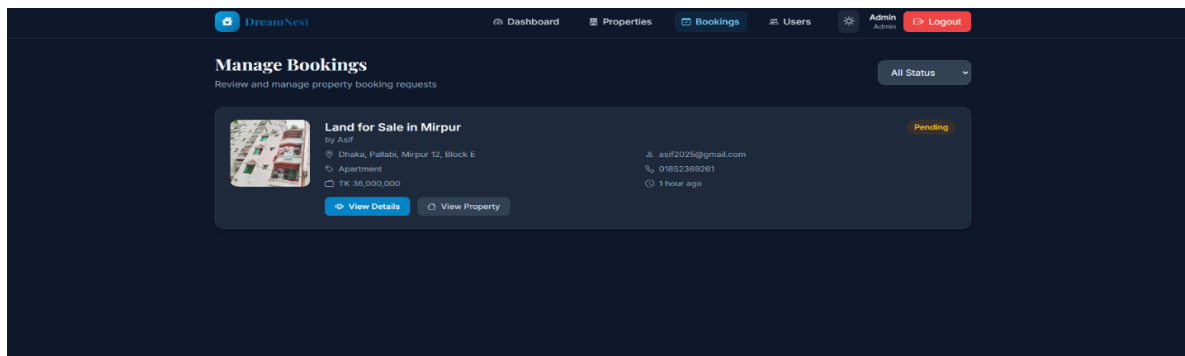 DreamNest
Dashboard
Properties
Bookings
Users
Admin
Admin
Logout
Manage Bookings
Review and manage property booking requests
All Status
Land for Sale in Mirpur
Pending
by Asif
Dhaka, Pallabi, Mirpur 12, Block E
asif2025@gmail.com
Apartment
01852369261
TK 36,000,000
1 hour ago
View Details
View Property